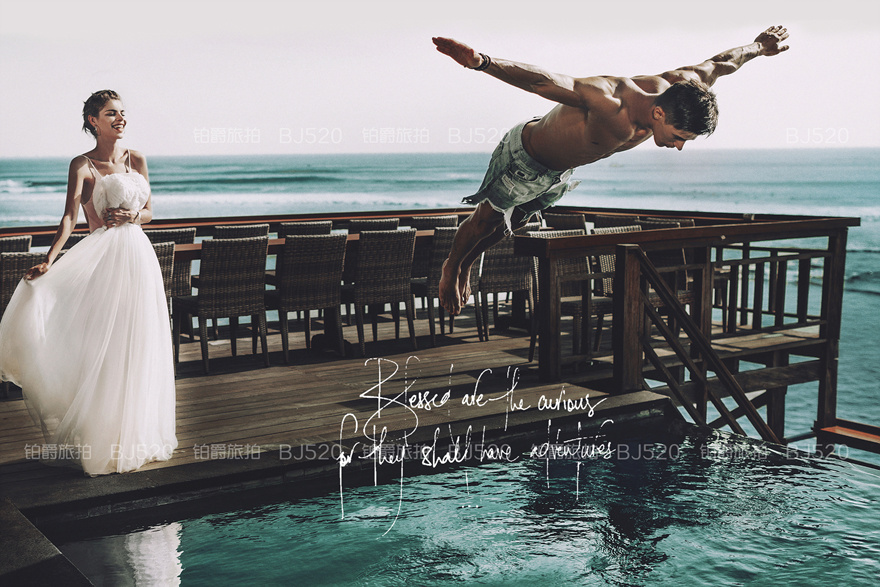 铂爵旅拍 BJ520 铂爵旅拍 BJ520 铂爵旅拍 BJ520
Blessed are the curious
for they shall have adventures
铂爵旅拍 BJ520 铂爵旅拍 BJ520 铂爵旅拍 BJ520